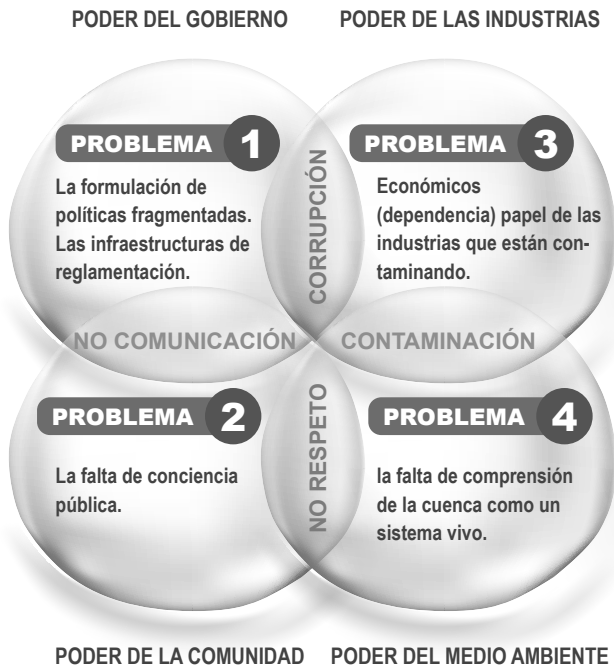 PODER DEL GOBIERNO
PODER DE LAS INDUSTRIAS
PROBLEMA 1
La formulación de
políticas fragmentadas.
Las infraestructuras de
reglamentación.
CORRUPCIÓN
PROBLEMA 3
Económicos
(dependencia) papel de las
industrias que están con-
taminando.
NO COMUNICACIÓN
CONTAMINACIÓN
PROBLEMA 2
La falta de conciencia
pública.
NO RESPETO
PROBLEMA 4
la falta de comprensión
de la cuenca como un
sistema vivo.
PODER DE LA COMUNIDAD
PODER DEL MEDIO AMBIENTE